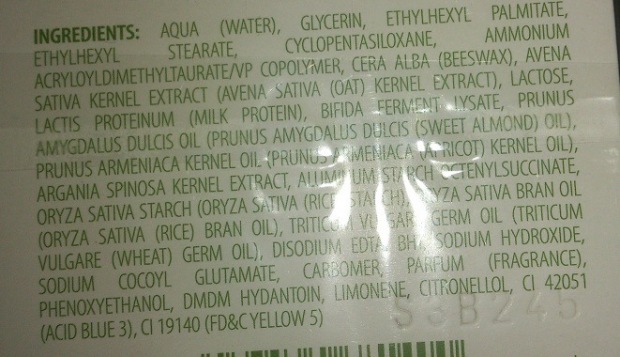 INGREDIENTS: AQUA (WATER), GLYCERIN, ETHYLHEXYL PALMITATE,
ETHYLHEXYL STEARATE, CYCLOPENTASILOXANE, AMMONIUM
ACRYLOYLDIMETHYLTAURATE/VP COPOLYMER, CERA ALBA (BEESWAX), AVENA
SATIVA KERNEL EXTRACT (AVENA SATIVA (OAT) KERNEL EXTRACT), LACTOSE,
LACTIS PROTEINUM (MILK PROTEIN), BIFIDA FERMENT LYSATE, PRUNUS
AMYGDALUS DULCIS OIL (PRUNUS AMYGDALUS DULCIS (SWEET ALMOND) OIL),
PRUNUS ARMENIACA KERNEL OIL (PRUNUS ARMENIACA (APRICOT) KERNEL OIL),
ARGANIA SPINOSA KERNEL EXTRACT, ALUMINUM STARCH OCTENYLSUCCINATE,
ORYZA SATIVA STARCH (ORYZA SATIVA (RICE) STARCH), ORYZA SATIVA BRAN OIL
(ORYZA SATIVA (RICE) BRAN OIL), TRITICUM VULGARE GERM OIL (TRITICUM
VULGARE (WHEAT) GERM OIL), DISODIUM EDTA, BHA, SODIUM HYDROXIDE,
SODIUM COCOYL GLUTAMATE, CARBOMER, PARFUM (FRAGRANCE),
PHENOXYETHANOL, DMDM HYDANTOIN, LIMONENE, CITRONELLOL, CI 42051
(ACID BLUE 3), CI 19140 (FD&C YELLOW 5)
S3B245